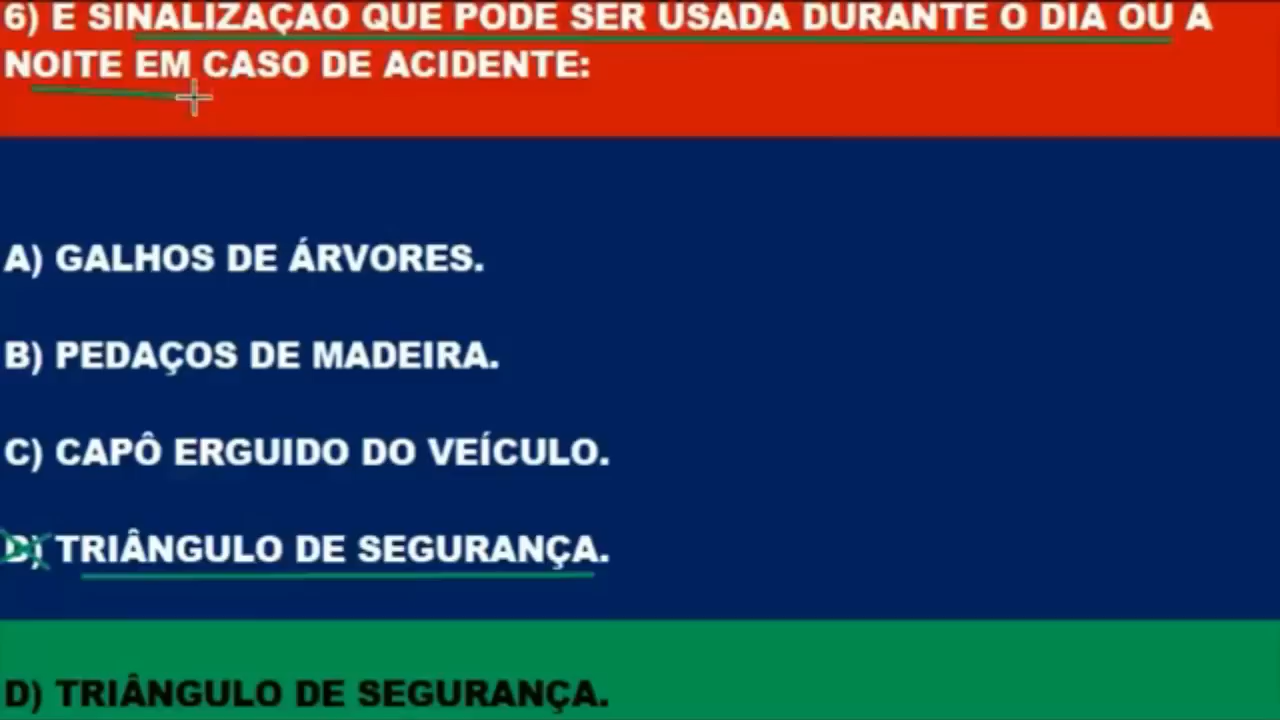 6) E SINALIZAÇÃO QUE PODE SER USADA DURANTE O DIA OU A
NOITE EM CASO DE ACIDENTE:
A) GALHOS DE ÁRVORES.
B) PEDAÇOS DE MADEIRA.
C) CAPÔ ERGUIDO DO VEÍCULO.
D) TRIÂNGULO DE SEGURANÇA.
D) TRIÂNGULO DE SEGURANÇA.